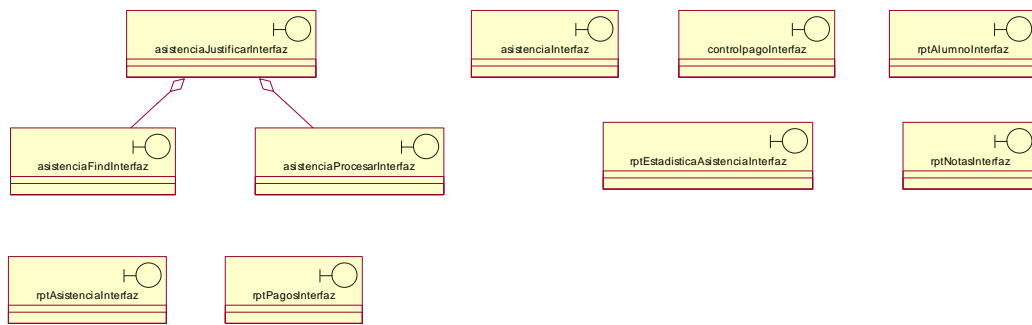 asistenciaJustificarInterfaz
asistenciaInterfaz
controlpagoInterfaz
rptAlumnoInterfaz
asistenciaFindInterfaz
asistenciaProcesarInterfaz
rptEstadisticaAsistenciaInterfaz
rptNotasInterfaz
rptAsistenciaInterfaz
rptPagosInterfaz